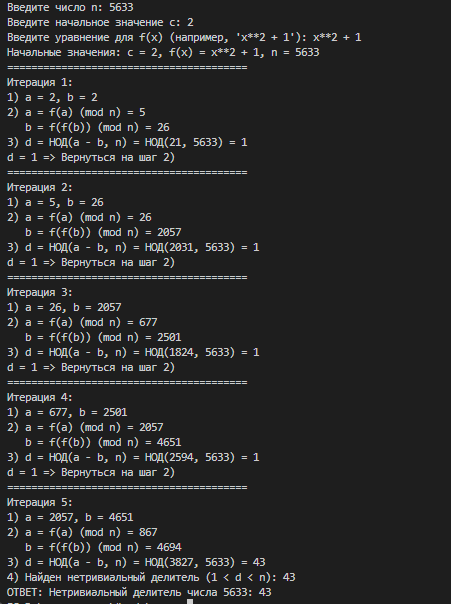 Введите число n: 5633
Введите начальное значение c: 2
Введите уравнение для f(x) (например, 'x**2 + 1'): x**2 + 1
Начальные значения: c = 2, f(x) = x**2 + 1, n = 5633
========================================
Итерация 1:
1) a = 2, b = 2
2) a = f(a) (mod n) = 5
   b = f(f(b)) (mod n) = 26
3) d = НОД(a - b, n) = НОД(21, 5633) = 1
d = 1 => Вернуться на шаг 2)
========================================
Итерация 2:
1) a = 5, b = 26
2) a = f(a) (mod n) = 26
   b = f(f(b)) (mod n) = 2057
3) d = НОД(a - b, n) = НОД(2031, 5633) = 1
d = 1 => Вернуться на шаг 2)
========================================
Итерация 3:
1) a = 26, b = 2057
2) a = f(a) (mod n) = 677
   b = f(f(b)) (mod n) = 2501
3) d = НОД(a - b, n) = НОД(1824, 5633) = 1
d = 1 => Вернуться на шаг 2)
========================================
Итерация 4:
1) a = 677, b = 2501
2) a = f(a) (mod n) = 2057
   b = f(f(b)) (mod n) = 4651
3) d = НОД(a - b, n) = НОД(2594, 5633) = 1
d = 1 => Вернуться на шаг 2)
========================================
Итерация 5:
1) a = 2057, b = 4651
2) a = f(a) (mod n) = 867
   b = f(f(b)) (mod n) = 4694
3) d = НОД(a - b, n) = НОД(3827, 5633) = 43
4) Найден нетривиальный делитель (1 < d < n): 43
ОТВЕТ: Нетривиальный делитель числа 5633: 43